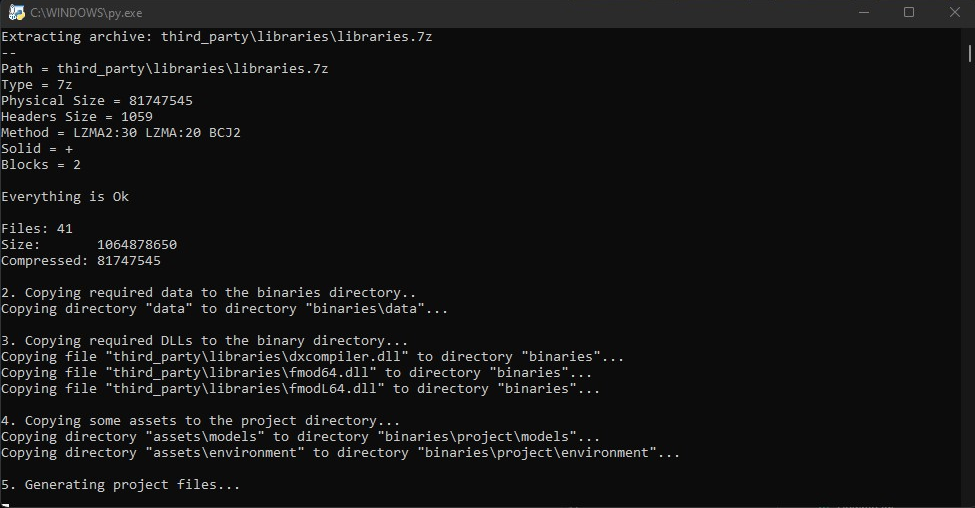 C:\WINDOWS\py.exe
Extracting archive: third_party\libraries\libraries.7z
--
Path = third_party\libraries\libraries.7z
Type = 7z
Physical Size = 81747545
Headers Size = 1059
Method = LZMA2:30 LZMA:20 BCJ2
Solid = +
Blocks = 2
Everything is Ok
Files: 41
Size:       1064878650
Compressed: 81747545
2. Copying required data to the binaries directory..
Copying directory "data" to directory "binaries\data"...
3. Copying required DLLs to the binary directory...
Copying file "third_party\libraries\dxcompiler.dll" to directory "binaries"...
Copying file "third_party\libraries\fmod64.dll" to directory "binaries"...
Copying file "third_party\libraries\fmodL64.dll" to directory "binaries"...
4. Copying some assets to the project directory...
Copying directory "assets\models" to directory "binaries\project\models"...
Copying directory "assets\environment" to directory "binaries\project\environment"...
5. Generating project files...